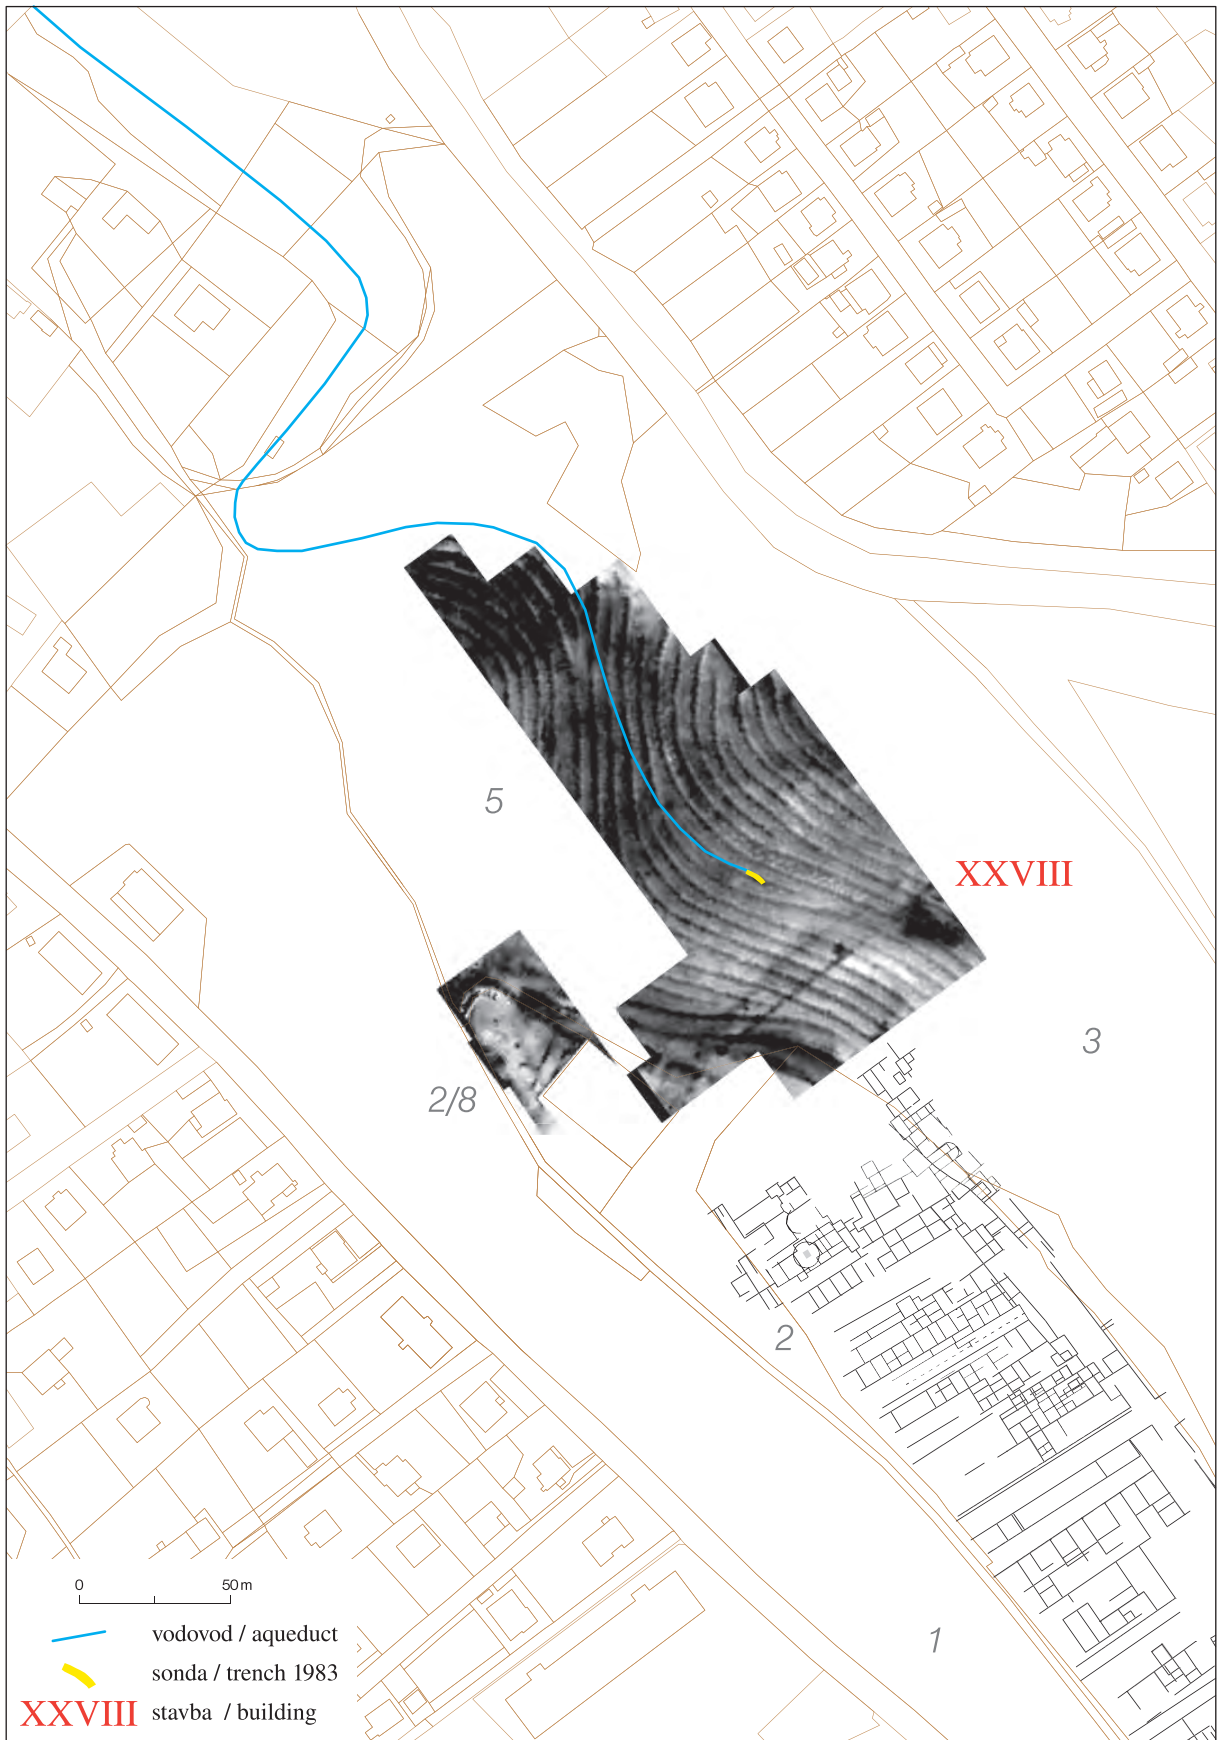 5
XXVIII
3
2/8
2
1
0 50 m
vodovod / aqueduct
sonda / trench 1983
XXVIII stavba / building